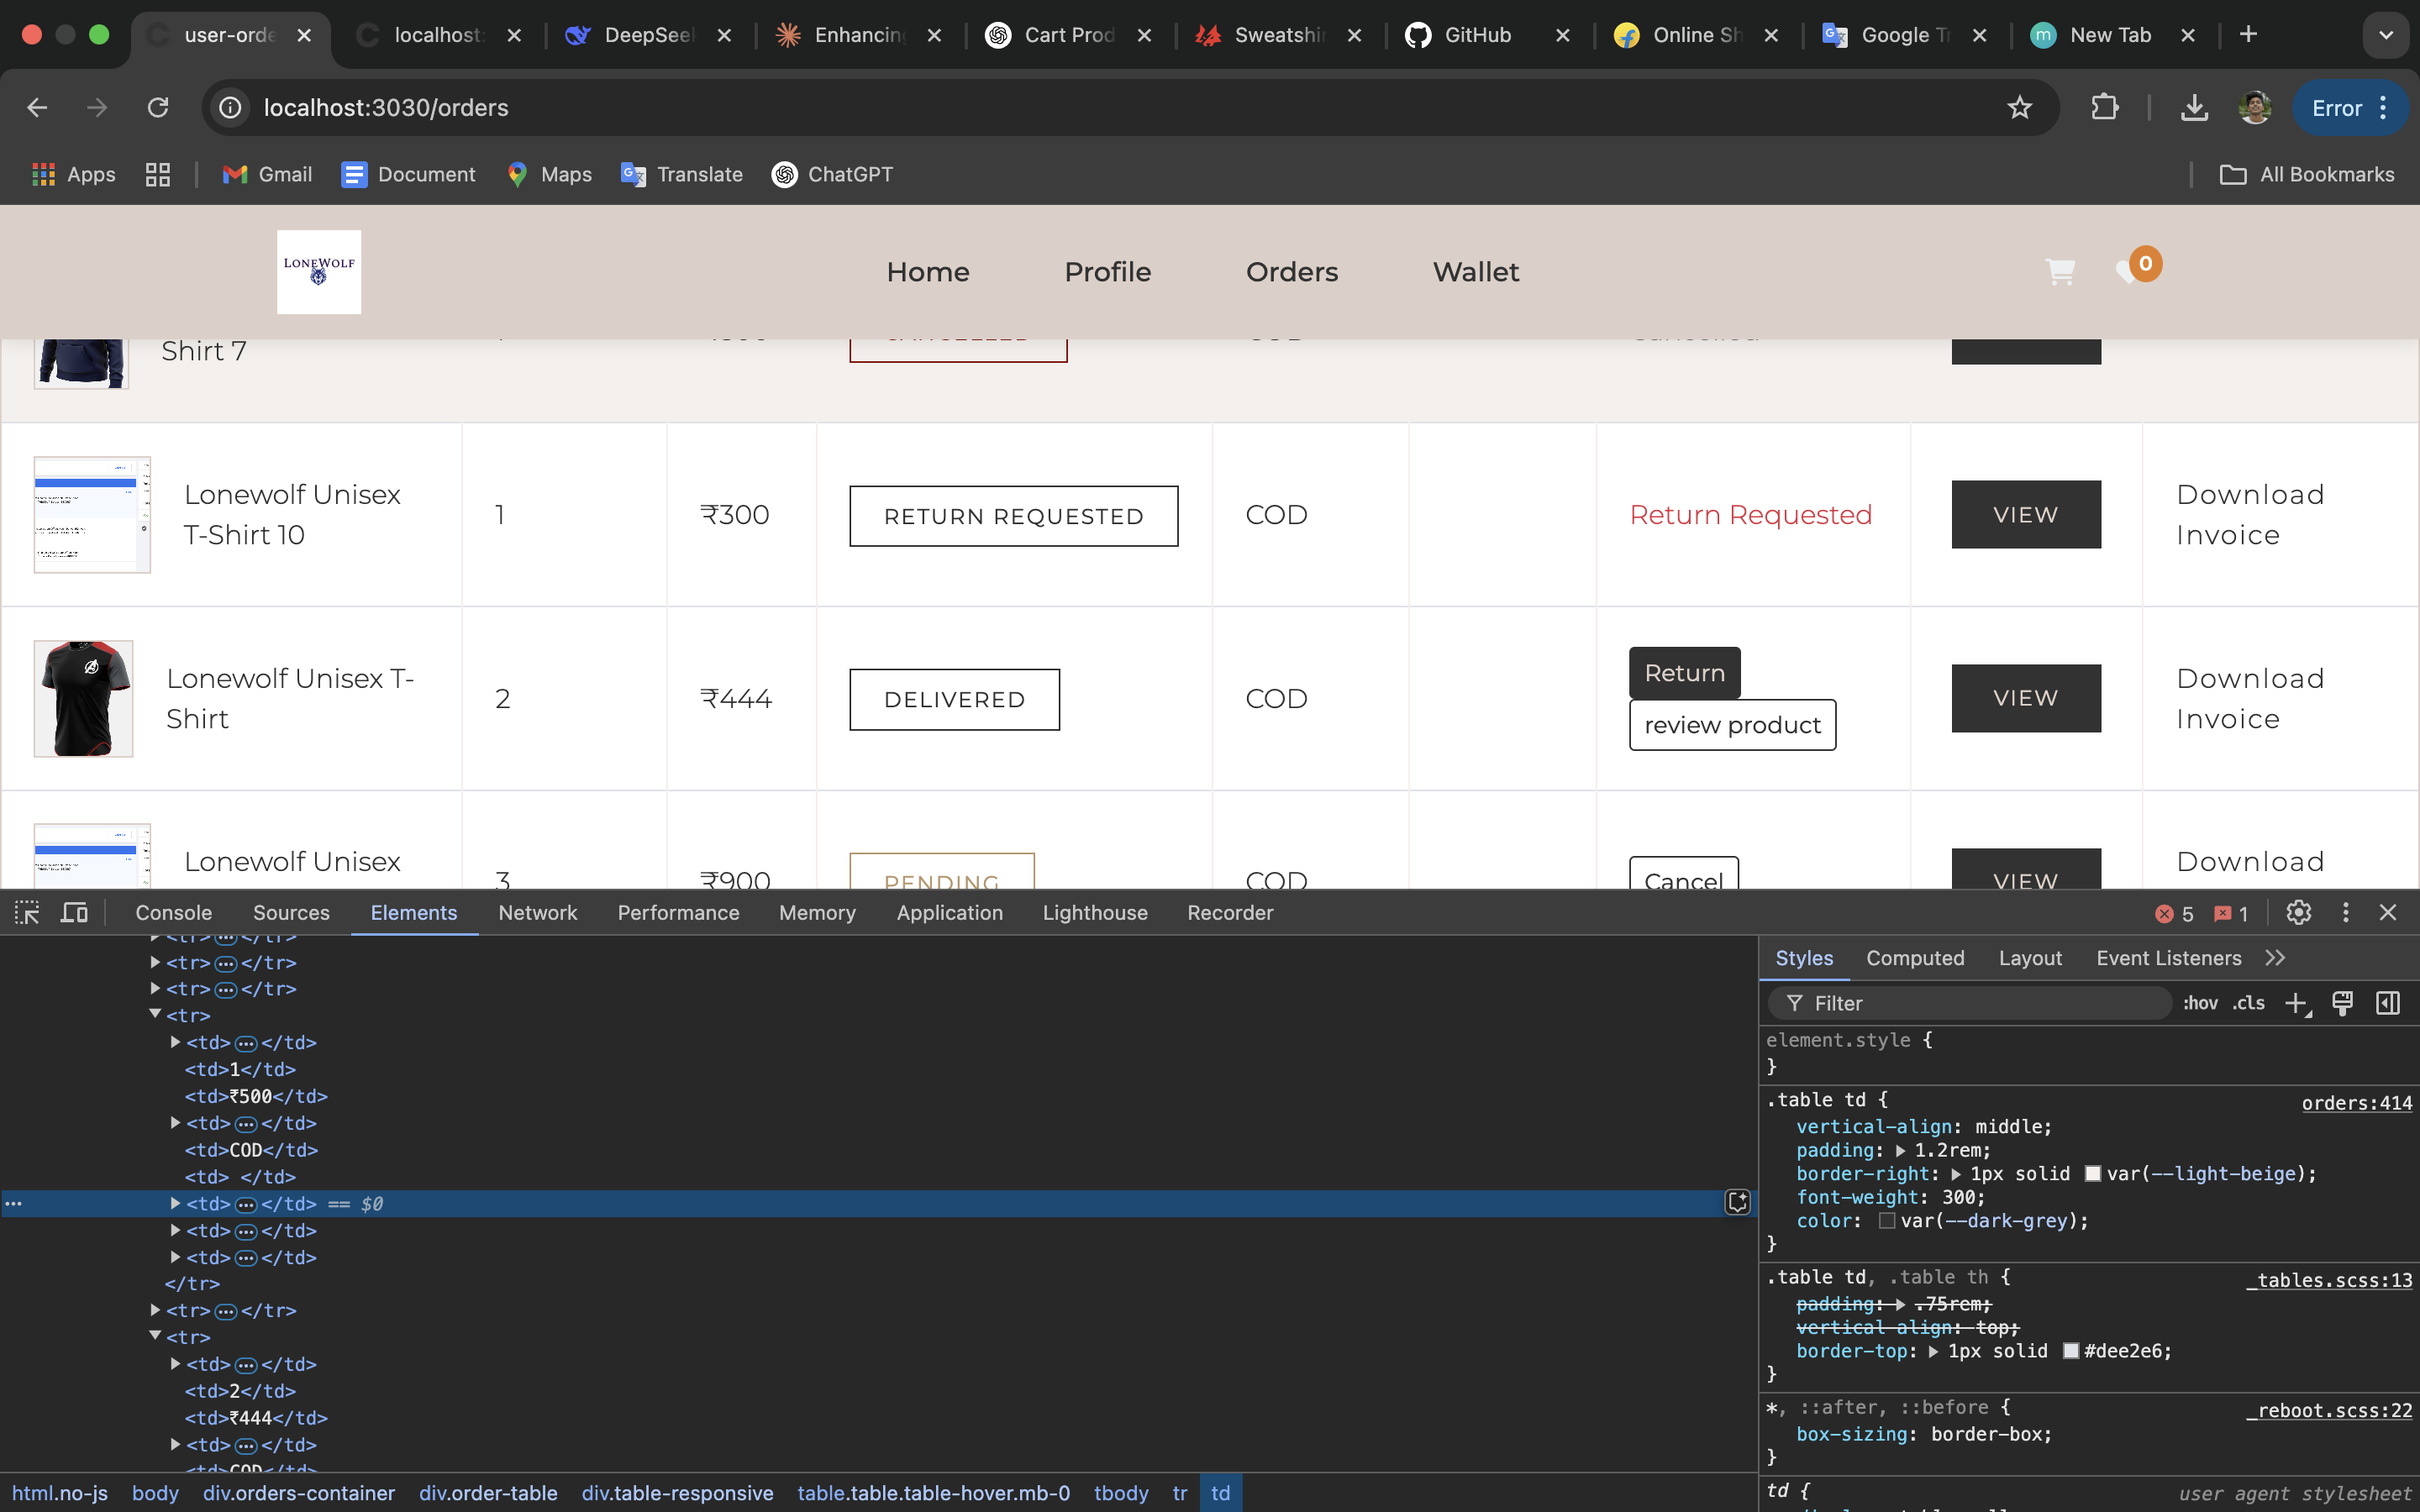 user-orde
localhost:
DeepSeek
Enhancing
Cart Prod
Sweatshir
GitHub
Online Sh
Google Tr
New Tab
localhost:3030/orders
Error
Apps
Gmail
Document
Maps
Translate
ChatGPT
All Bookmarks
LONEWOLF
Home
Profile
Orders
Wallet
0
Shirt 7
CANCELLED
COD
Cancelled
Lonewolf Unisex
T-Shirt 10
1
₹300
RETURN REQUESTED
COD
Return Requested
VIEW
Download
Invoice
Lonewolf Unisex T-
Shirt
2
₹444
DELIVERED
COD
Return
review product
VIEW
Download
Invoice
Lonewolf Unisex
3
₹900
PENDING
COD
Cancel
VIEW
Download
Console
Sources
Elements
Network
Performance
Memory
Application
Lighthouse
Recorder
5
1
<tr>…</tr>
<tr>…</tr>
<tr>…</tr>
<tr>
<td>…</td>
<td>1</td>
<td>₹500</td>
<td>…</td>
<td>COD</td>
<td> </td>
<td>…</td> == $0
<td>…</td>
<td>…</td>
</tr>
<tr>…</tr>
<tr>
<td>…</td>
<td>2</td>
<td>₹444</td>
<td>…</td>
<td>COD</td>
html.no-js body div.orders-container div.order-table div.table-responsive table.table.table-hover.mb-0 tbody tr td
Styles
Computed
Layout
Event Listeners
Filter
:hov
.cls
element.style {
}
.table td {
orders:414
vertical-align: middle;
padding: 1.2rem;
border-right: 1px solid var(--light-beige);
font-weight: 300;
color: var(--dark-grey);
}
.table td, .table th {
_tables.scss:13
padding: .75rem;
vertical-align: top;
border-top: 1px solid #dee2e6;
}
*, ::after, ::before {
_reboot.scss:22
box-sizing: border-box;
}
td {
user agent stylesheet